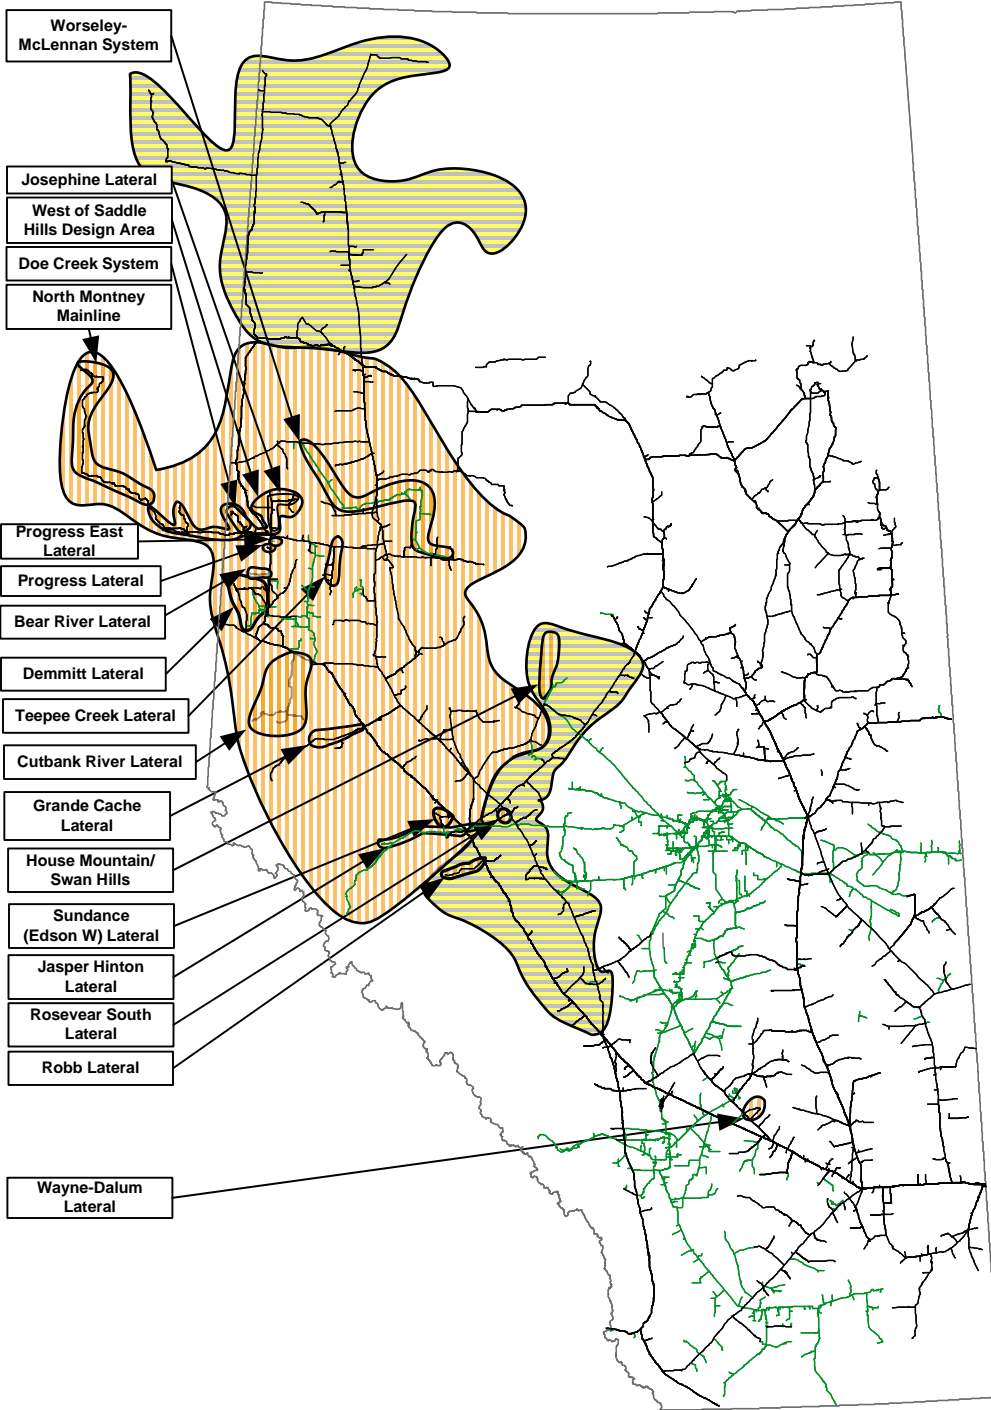 Worseley-
McLennan System
Josephine Lateral
West of Saddle
Hills Design Area
Doe Creek System
North Montney
Mainline
Progress East
Lateral
Progress Lateral
Bear River Lateral
Demmitt Lateral
Teepee Creek Lateral
Cutbank River Lateral
Grande Cache
Lateral
House Mountain/
Swan Hills
Sundance
(Edson W) Lateral
Jasper Hinton
Lateral
Rosevear South
Lateral
Robb Lateral
Wayne-Dalum
Lateral